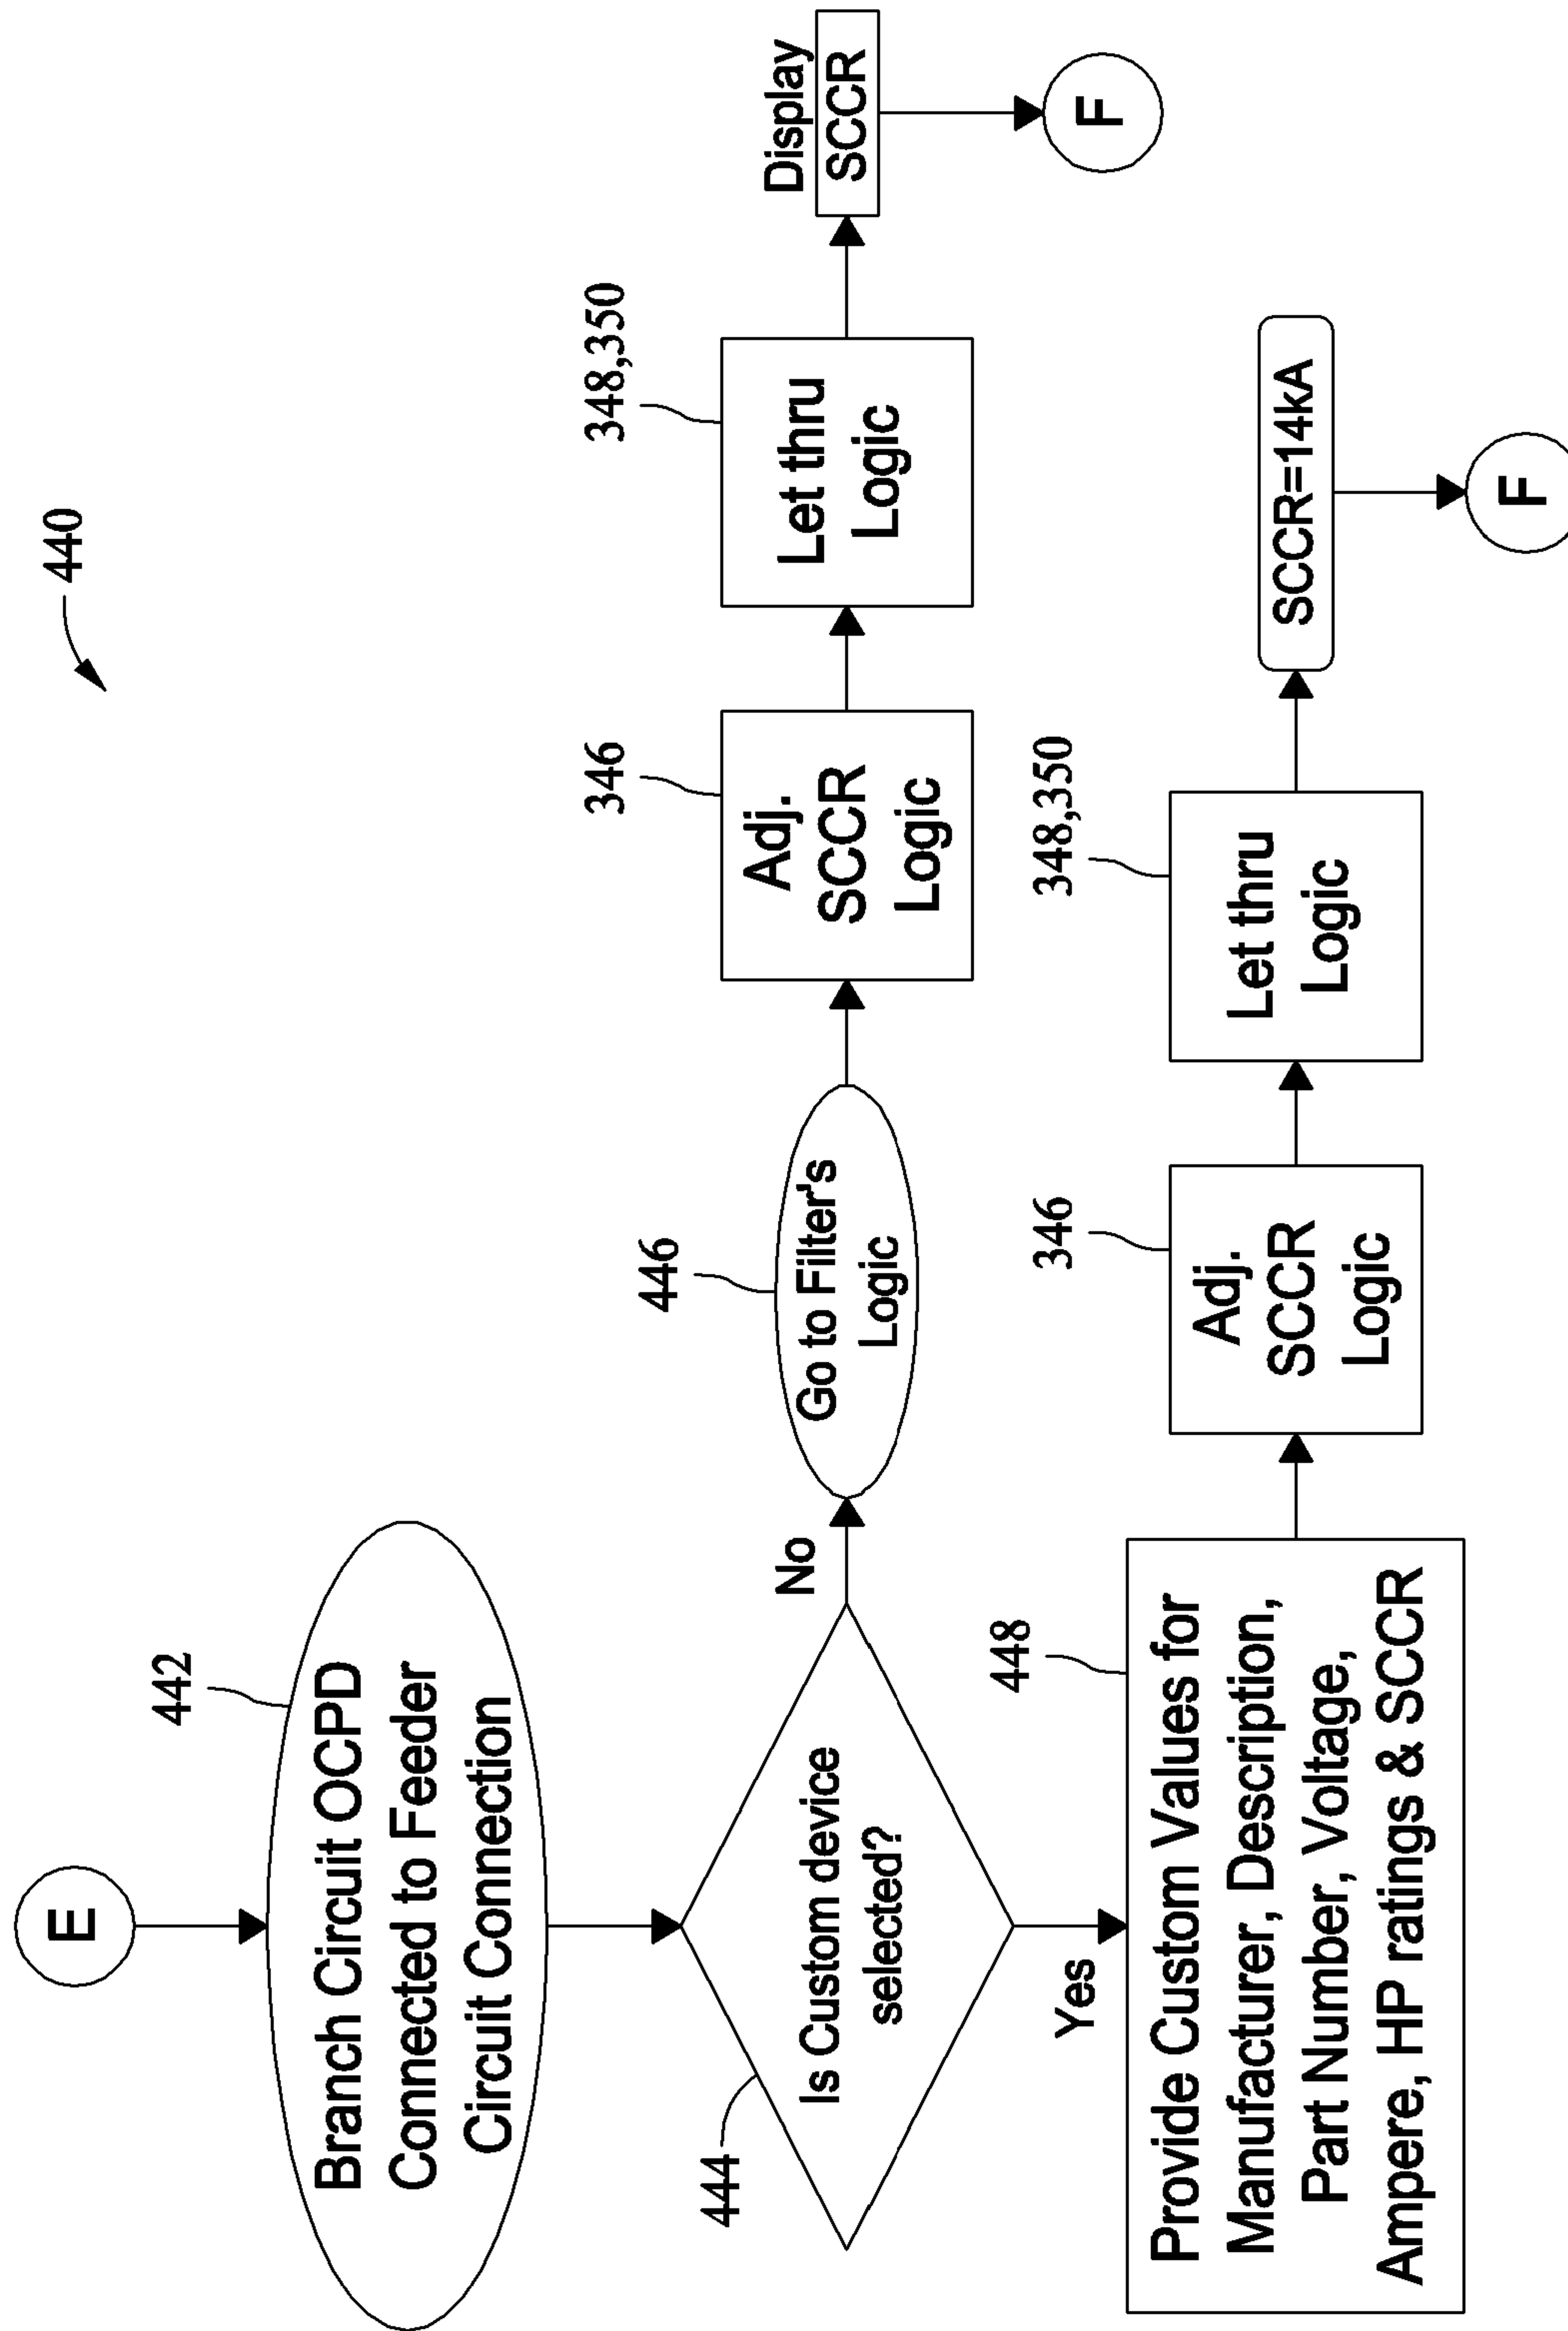 440
E
442
Branch Circuit OCPD
Connected to Feeder
Circuit Connection
444
Is Custom device
selected?
No
446
Go to Filter's
Logic
346
Adj.
SCCR
Logic
348,350
Let thru
Logic
Display
SCCR
F
Yes
448
Provide Custom Values for
Manufacturer, Description,
Part Number, Voltage,
Ampere, HP ratings & SCCR
346
Adj.
SCCR
Logic
348,350
Let thru
Logic
SCCR=14kA
F